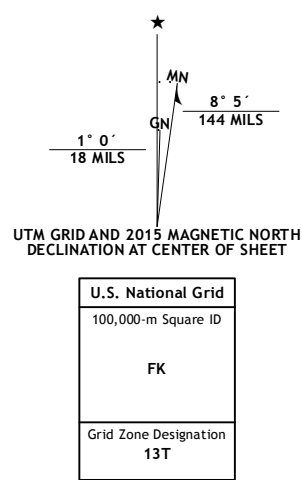 ★
MN
GN
8° 5´
144 MILS
1° 0´
18 MILS
UTM GRID AND 2015 MAGNETIC NORTH
DECLINATION AT CENTER OF SHEET
U.S. National Grid
100,000-m Square ID
FK
Grid Zone Designation
13T